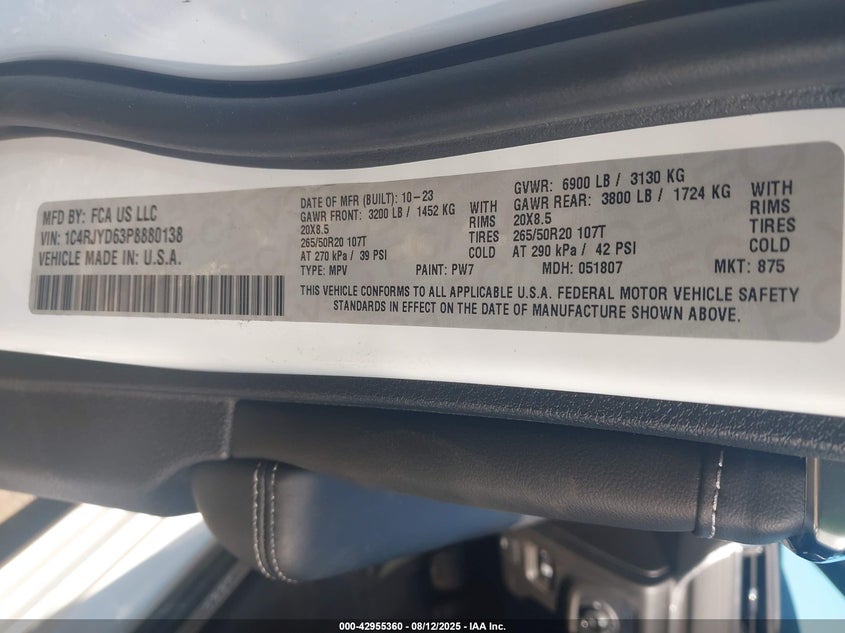 MFD BY: FCA US LLC
VIN: 1C4RJYD63P8880138
VEHICLE MADE IN: U.S.A.
DATE OF MFR (BUILT): 10-23
GAWR FRONT: 3200 LB / 1452 KG WITH
20X8.5 RIMS
265/50R20 107T TIRES
AT 270 kPa / 39 PSI COLD
GVWR: 6900 LB / 3130 KG
GAWR REAR: 3800 LB / 1724 KG WITH
20X8.5 RIMS
265/50R20 107T TIRES
AT 290 kPa / 42 PSI COLD
TYPE: MPV PAINT: PW7 MDH: 051807 MKT: 875
THIS VEHICLE CONFORMS TO ALL APPLICABLE U.S.A. FEDERAL MOTOR VEHICLE SAFETY
STANDARDS IN EFFECT ON THE DATE OF MANUFACTURE SHOWN ABOVE.
000-42955360 - 08/12/2025 - IAA Inc.